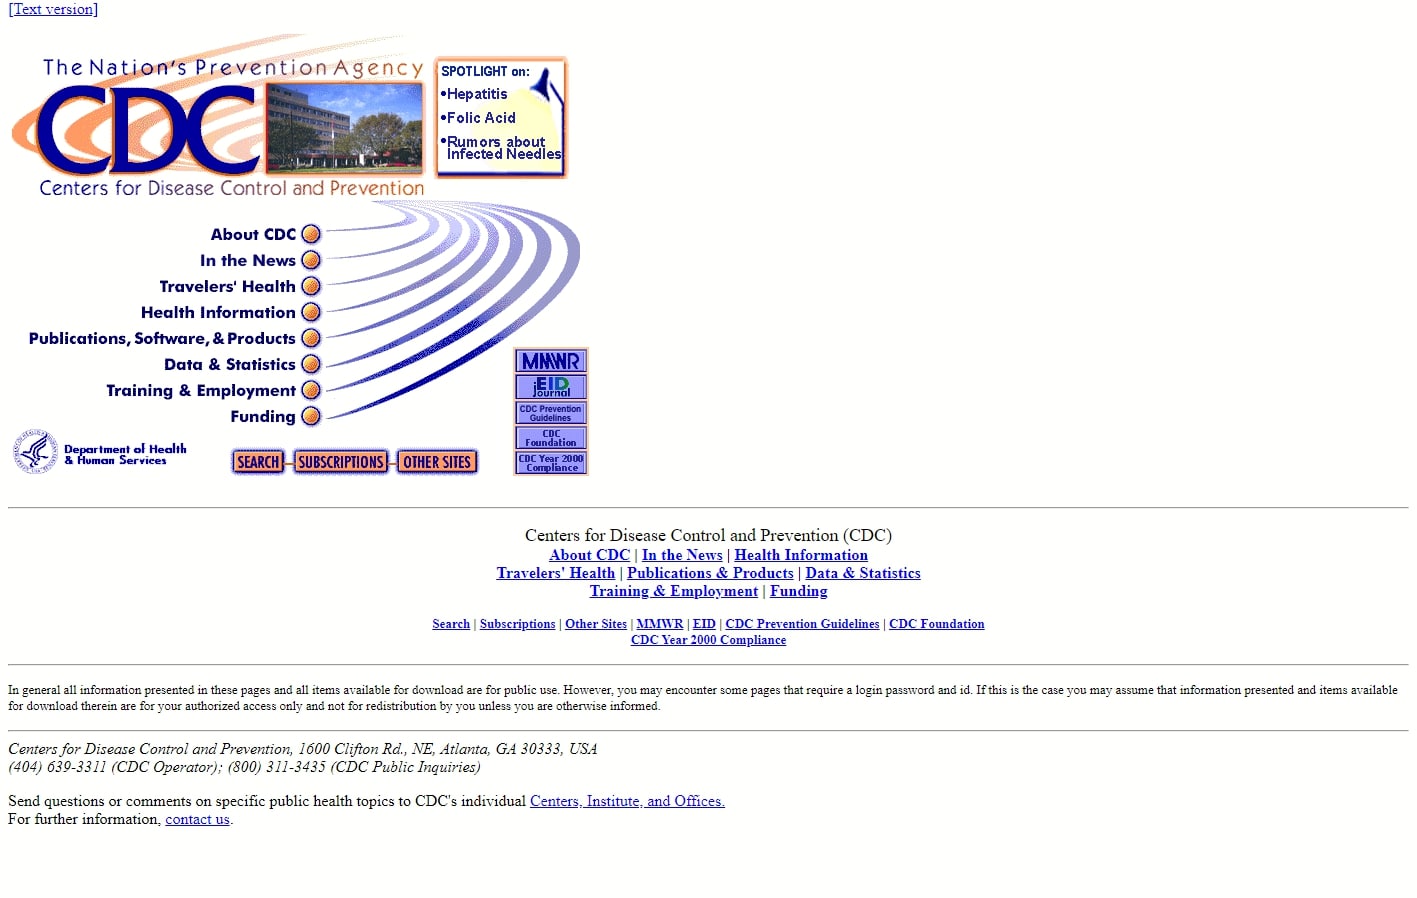 [Text version]
The Nation's Prevention Agency
CDC
Centers for Disease Control and Prevention
SPOTLIGHT on:
•Hepatitis
•Folic Acid
•Rumors about
Infected Needles
About CDC
In the News
Travelers' Health
Health Information
Publications, Software, & Products
Data & Statistics
Training & Employment
Funding
MMWR
EID
Journal
CDC Prevention
Guidelines
CDC
Foundation
CDC Year 2000
Compliance
Department of Health
& Human Services
SEARCH
SUBSCRIPTIONS
OTHER SITES
Centers for Disease Control and Prevention (CDC)
About CDC | In the News | Health Information
Travelers' Health | Publications & Products | Data & Statistics
Training & Employment | Funding
Search | Subscriptions | Other Sites | MMWR | EID | CDC Prevention Guidelines | CDC Foundation
CDC Year 2000 Compliance
In general all information presented in these pages and all items available for download are for public use. However, you may encounter some pages that require a login password and id. If this is the case you may assume that information presented and items available
for download therein are for your authorized access only and not for redistribution by you unless you are otherwise informed.
Centers for Disease Control and Prevention, 1600 Clifton Rd., NE, Atlanta, GA 30333, USA
(404) 639-3311 (CDC Operator); (800) 311-3435 (CDC Public Inquiries)
Send questions or comments on specific public health topics to CDC's individual Centers, Institute, and Offices.
For further information, contact us.